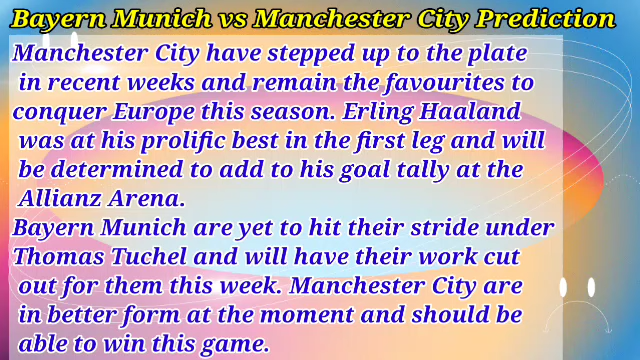 Bayern Munich vs Manchester City Prediction
Manchester City have stepped up to the plate
in recent weeks and remain the favourites to
conquer Europe this season. Erling Haaland
was at his prolific best in the first leg and will
be determined to add to his goal tally at the
Allianz Arena.
Bayern Munich are yet to hit their stride under
Thomas Tuchel and will have their work cut
out for them this week. Manchester City are
in better form at the moment and should be
able to win this game.